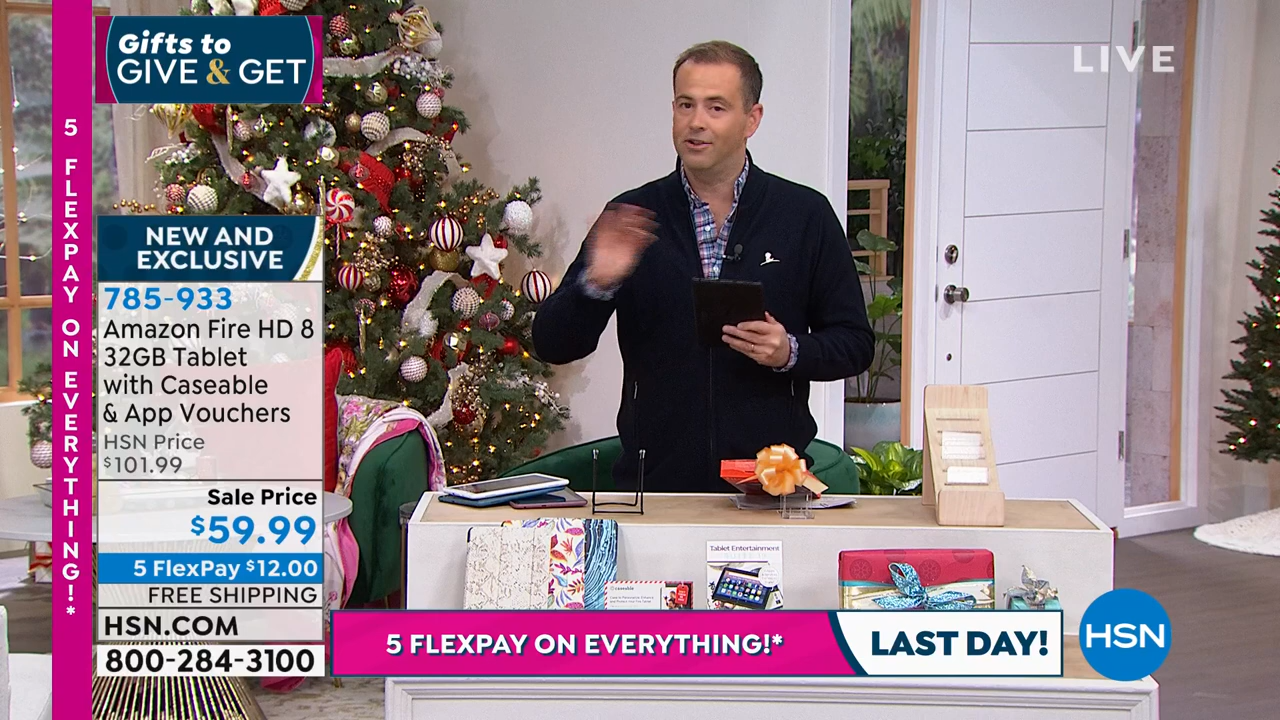 5 FLEXPAY ON EVERYTHING!*
Gifts to
GIVE & GET
LIVE
NEW AND
EXCLUSIVE
785-933
Amazon Fire HD 8
32GB Tablet
with Caseable
& App Vouchers
HSN Price
$101.99
Sale Price
$59.99
5 FlexPay $12.00
FREE SHIPPING
HSN.COM
800-284-3100
Tablet Entertainment
caseable
5 FLEXPAY ON EVERYTHING!*
LAST DAY!
HSN